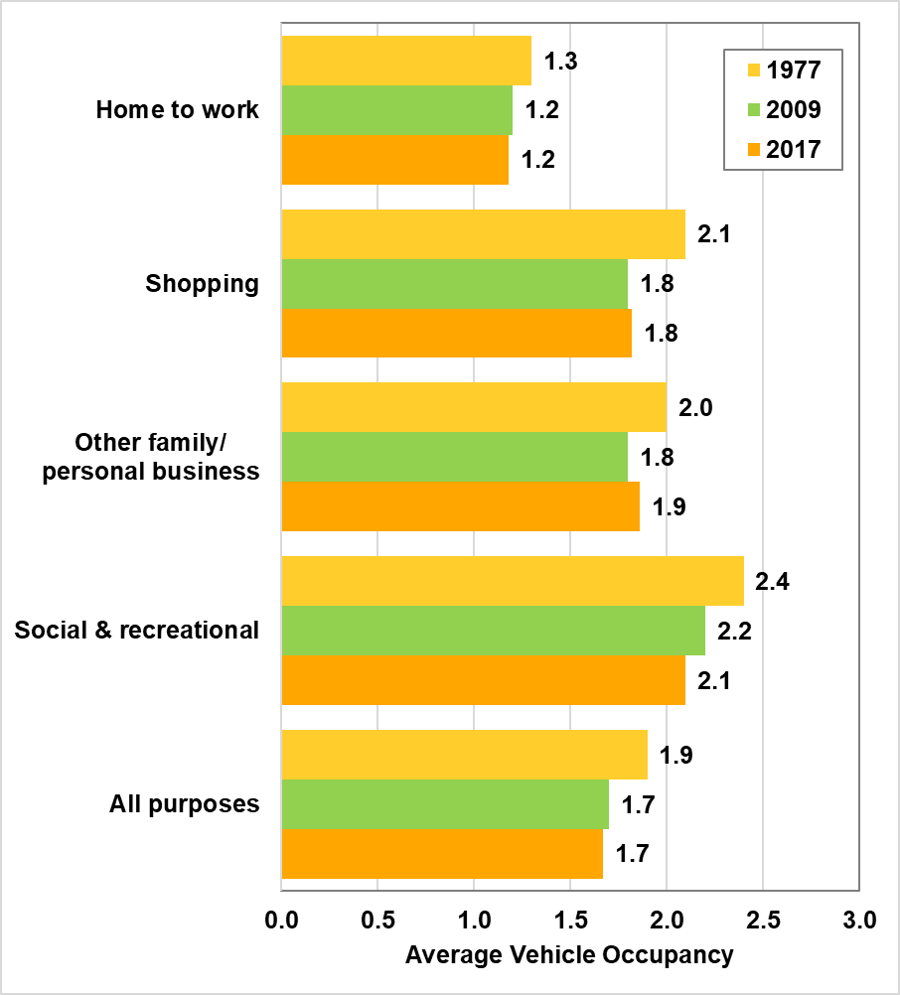 1977
2009
2017
Home to work
1.3
1.2
1.2
Shopping
2.1
1.8
1.8
Other family/
personal business
2.0
1.8
1.9
Social & recreational
2.4
2.2
2.1
All purposes
1.9
1.7
1.7
0.0 0.5 1.0 1.5 2.0 2.5 3.0
Average Vehicle Occupancy